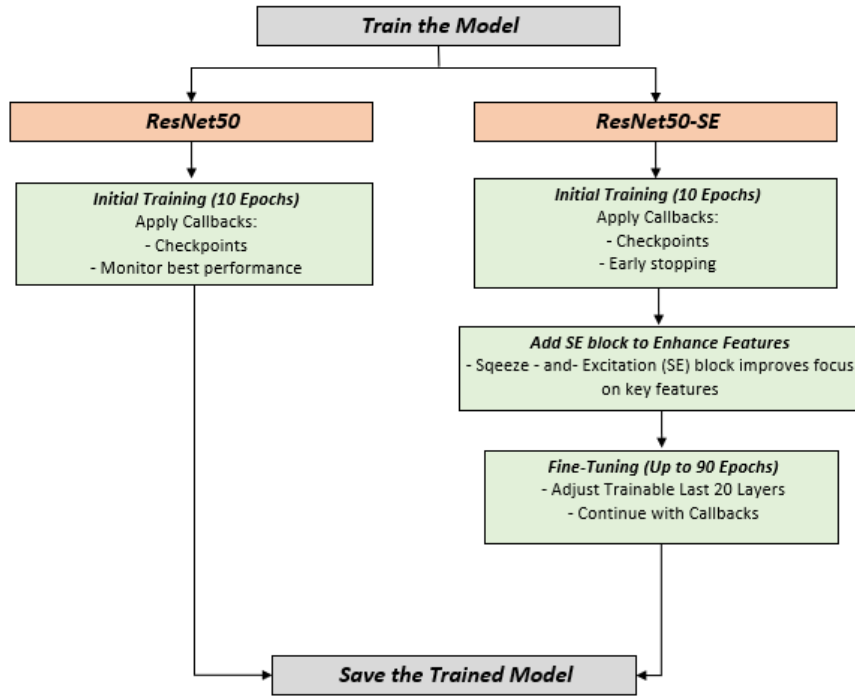 Train the Model
ResNet50
ResNet50-SE
Initial Training (10 Epochs)
Apply Callbacks:
- Checkpoints
- Monitor best performance
Initial Training (10 Epochs)
Apply Callbacks:
- Checkpoints
- Early stopping
Add SE block to Enhance Features
- Sqeeze - and- Excitation (SE) block improves focus
on key features
Fine-Tuning (Up to 90 Epochs)
- Adjust Trainable Last 20 Layers
- Continue with Callbacks
Save the Trained Model